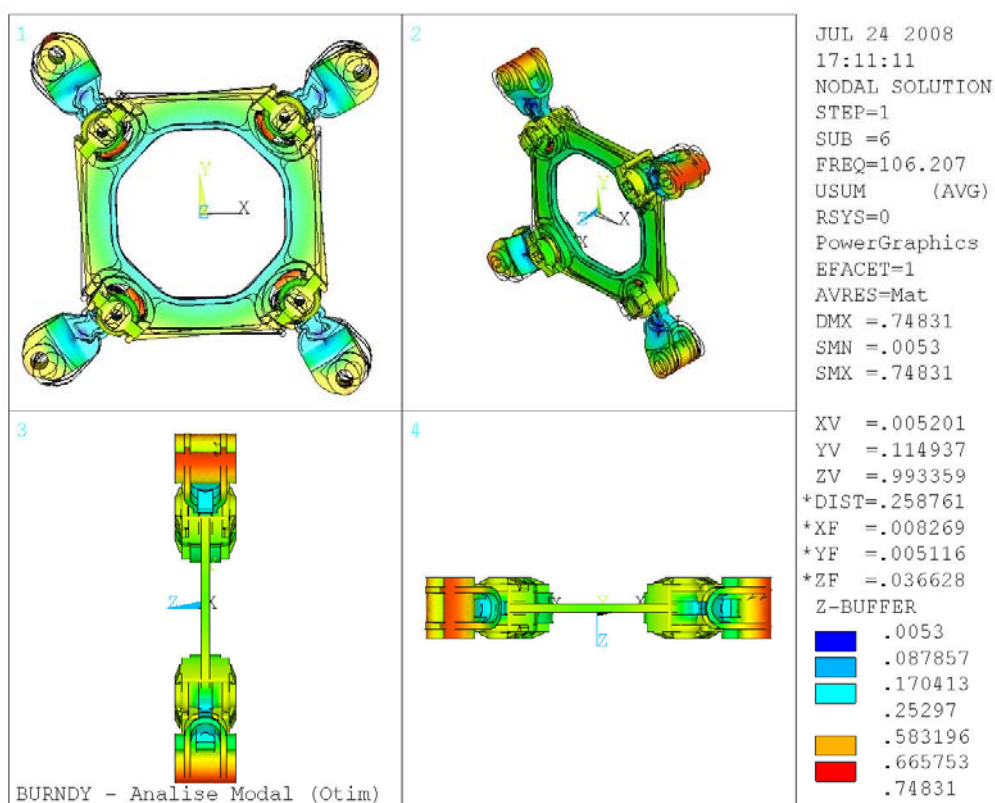 1
2
Y
Z
X
Y
Z
X
X
3
4
Z
X
Y
Y
Y
Z
BURNDY - Analise Modal (Otim)
JUL 24 2008
17:11:11
NODAL SOLUTION
STEP=1
SUB =6
FREQ=106.207
USUM (AVG)
RSYS=0
PowerGraphics
EFACET=1
AVRES=Mat
DMX =.74831
SMN =.0053
SMX =.74831
XV =.005201
YV =.114937
ZV =.993359
*DIST=.258761
*XF =.008269
*YF =.005116
*ZF =.036628
Z-BUFFER
.0053
.087857
.170413
.25297
.583196
.665753
.74831